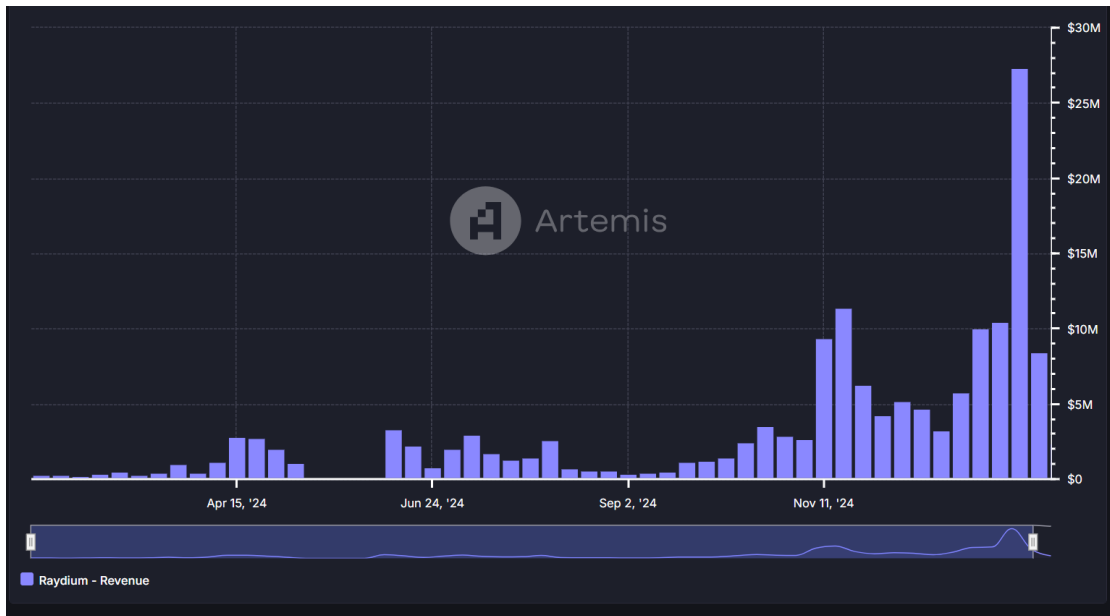 $30M
$25M
$20M
Artemis
$15M
$10M
$5M
$0
Apr 15, '24 Jun 24, '24 Sep 2, '24 Nov 11, '24
Raydium - Revenue